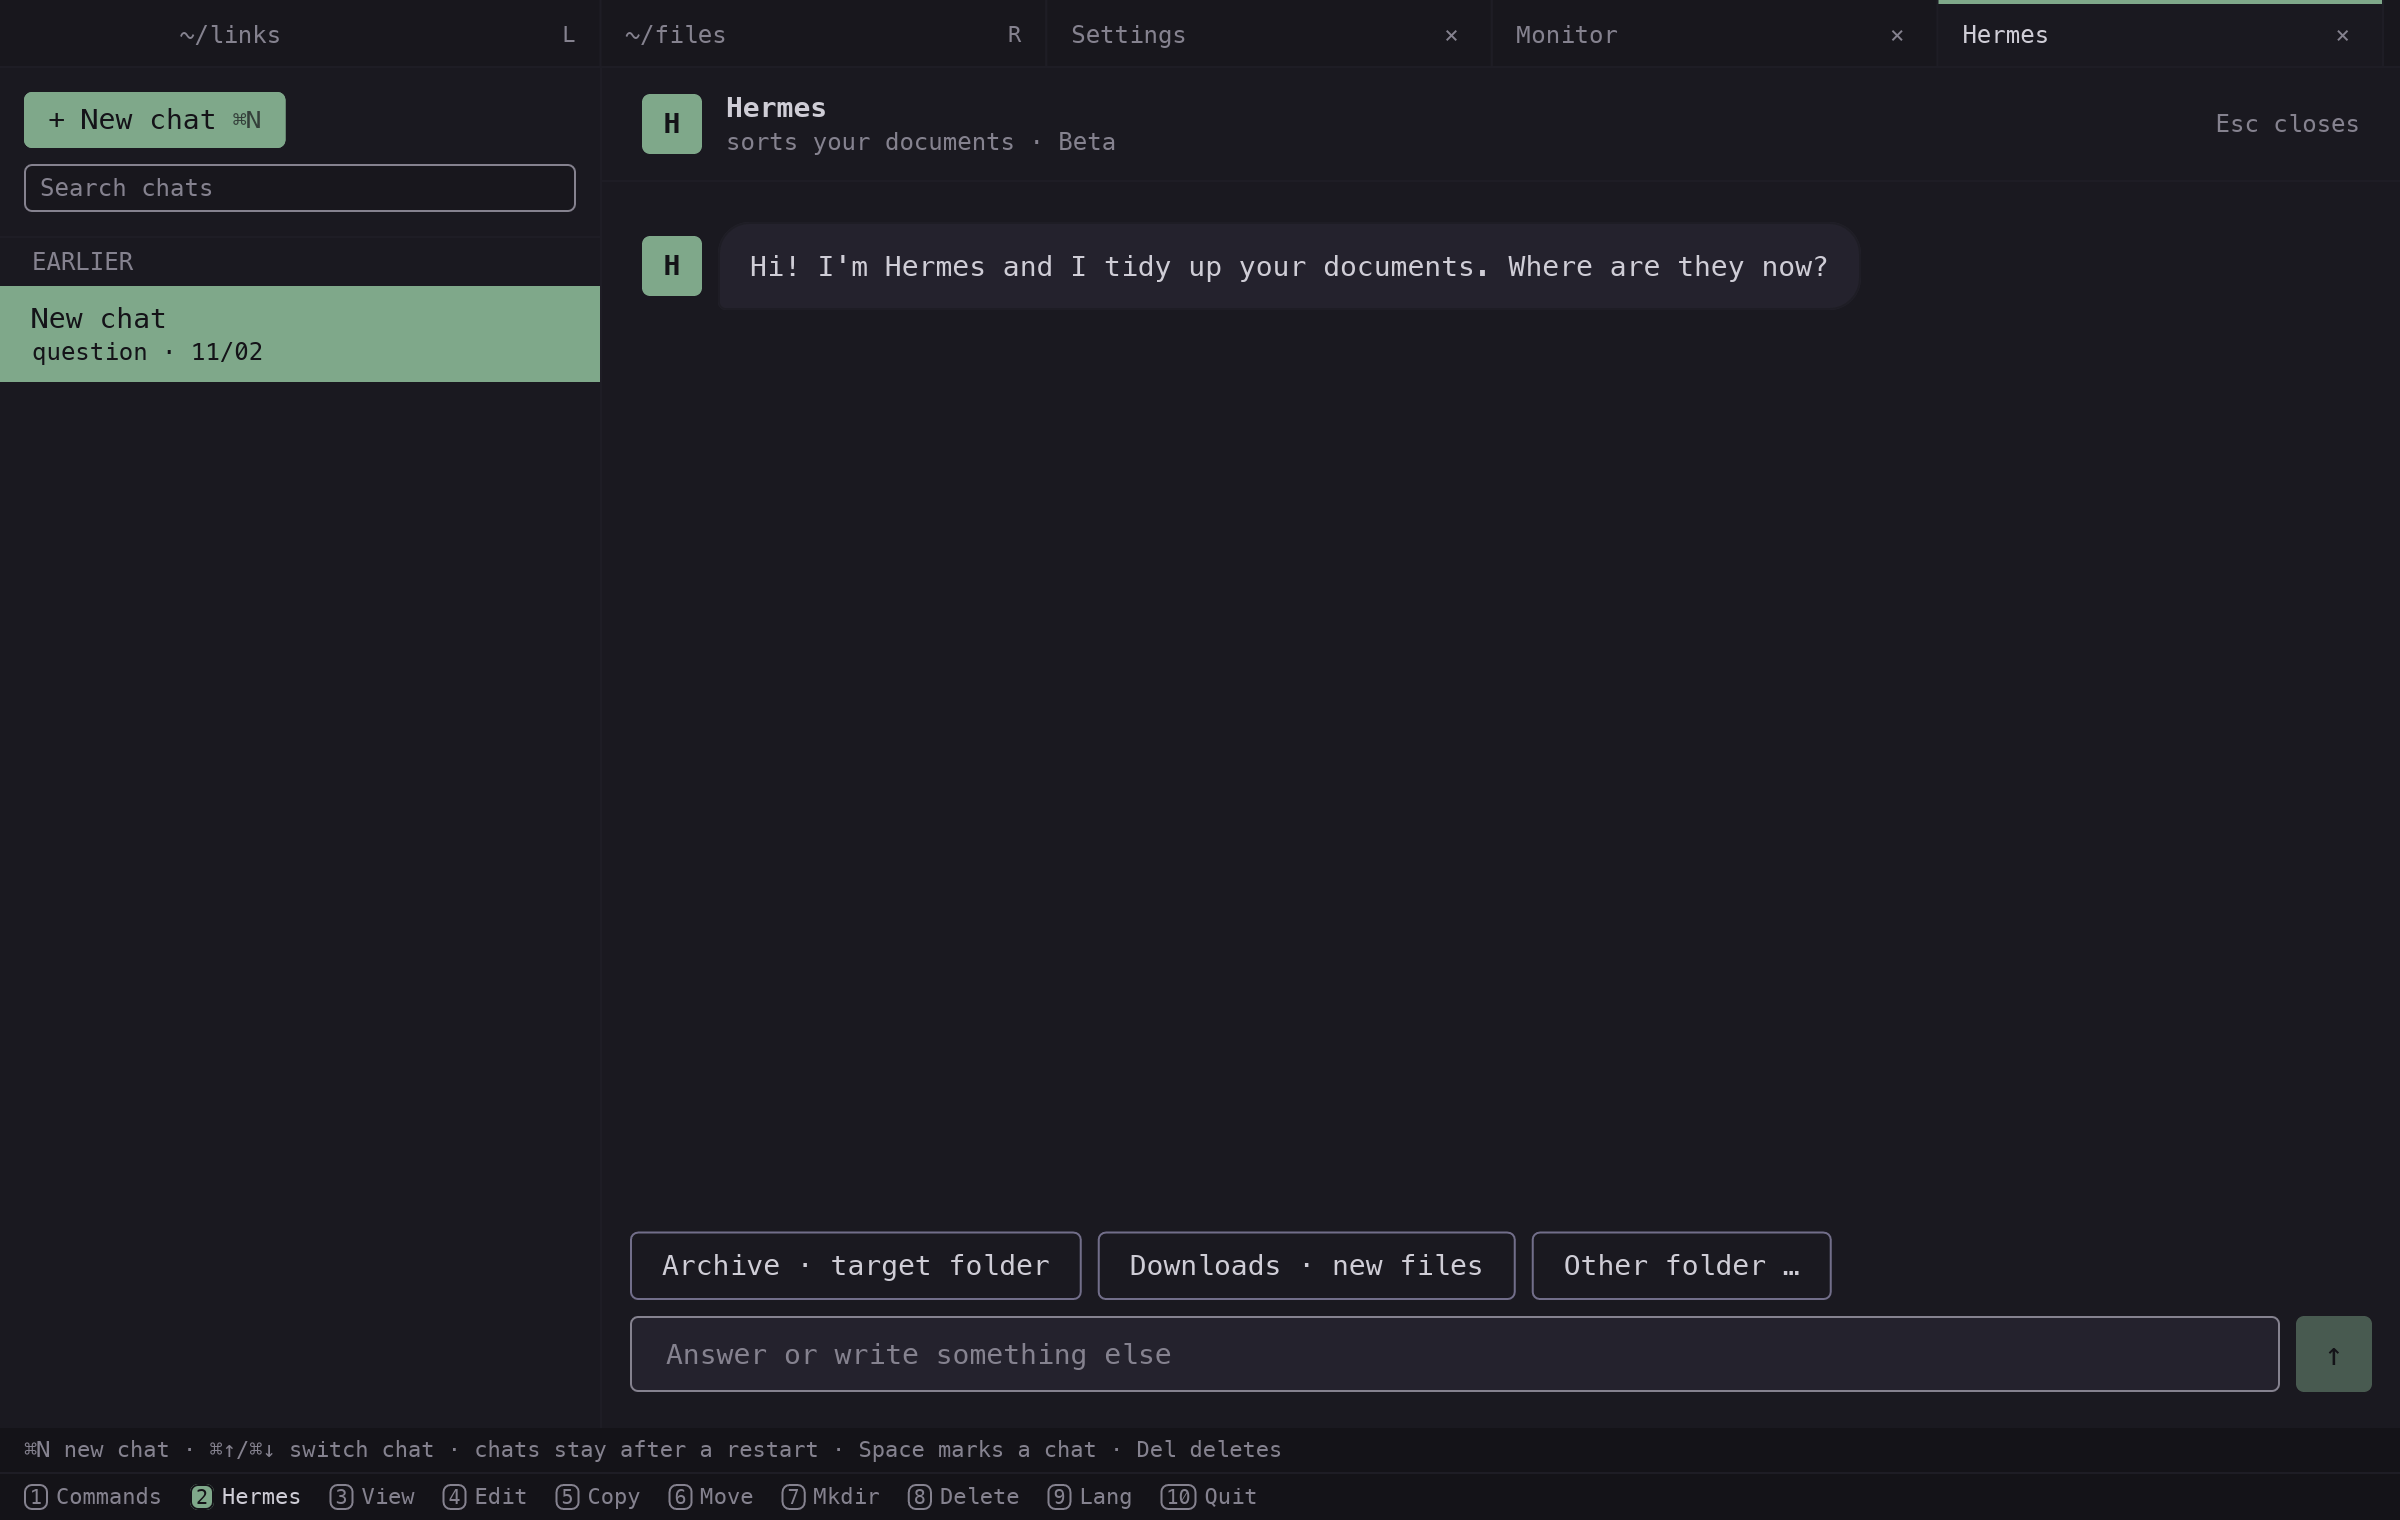 ~/links L ~/files R Settings × Monitor × Hermes ×
+ New chat ⌘N
Search chats
EARLIER
New chat
question · 11/02
H Hermes
sorts your documents · Beta
Esc closes
H Hi! I'm Hermes and I tidy up your documents. Where are they now?
Archive · target folder Downloads · new files Other folder …
Answer or write something else ↑
⌘N new chat · ⌘↑/⌘↓ switch chat · chats stay after a restart · Space marks a chat · Del deletes
1 Commands 2 Hermes 3 View 4 Edit 5 Copy 6 Move 7 Mkdir 8 Delete 9 Lang 10 Quit